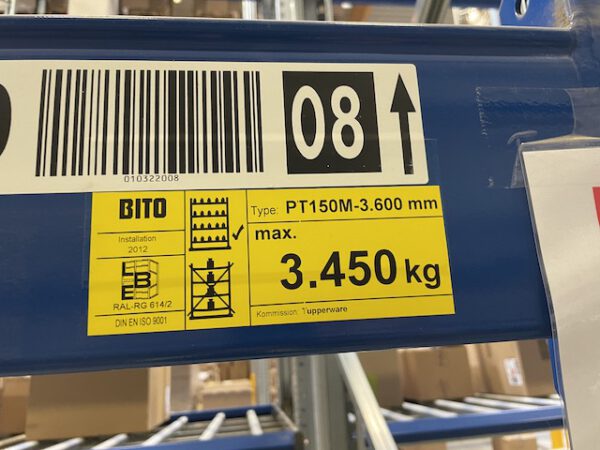 08
010322008
BITO
Installation
2012
LBE
RAL-RG 614/2
DIN EN ISO 9001
Type: PT150M-3.600 mm
max.
3.450 kg
Kommission: Tupperware